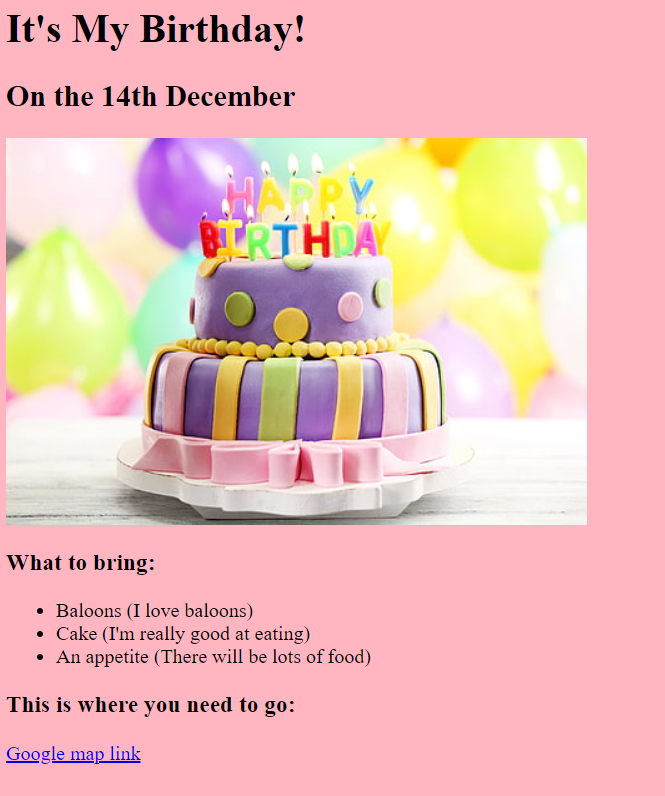 It's My Birthday!
On the 14th December
HAPPY
BIRTHDAY
What to bring:
Baloons (I love baloons)
Cake (I'm really good at eating)
An appetite (There will be lots of food)
This is where you need to go:
Google map link